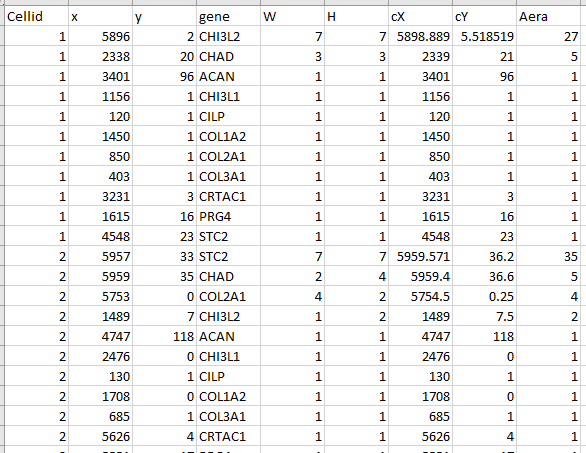 Cellid x y gene W H cX cY Aera
1 5896 2 CHI3L2 7 7 5898.889 5.518519 27
1 2338 20 CHAD 3 3 2339 21 5
1 3401 96 ACAN 1 1 3401 96 1
1 1156 1 CHI3L1 1 1 1156 1 1
1 120 1 CILP 1 1 120 1 1
1 1450 1 COL1A2 1 1 1450 1 1
1 850 1 COL2A1 1 1 850 1 1
1 403 1 COL3A1 1 1 403 1 1
1 3231 3 CRTAC1 1 1 3231 3 1
1 1615 16 PRG4 1 1 1615 16 1
1 4548 23 STC2 1 1 4548 23 1
2 5957 33 STC2 7 7 5959.571 36.2 35
2 5959 35 CHAD 2 4 5959.4 36.6 5
2 5753 0 COL2A1 4 2 5754.5 0.25 4
2 1489 7 CHI3L2 1 2 1489 7.5 2
2 4747 118 ACAN 1 1 4747 118 1
2 2476 0 CHI3L1 1 1 2476 0 1
2 130 1 CILP 1 1 130 1 1
2 1708 0 COL1A2 1 1 1708 0 1
2 685 1 COL3A1 1 1 685 1 1
2 5626 4 CRTAC1 1 1 5626 4 1